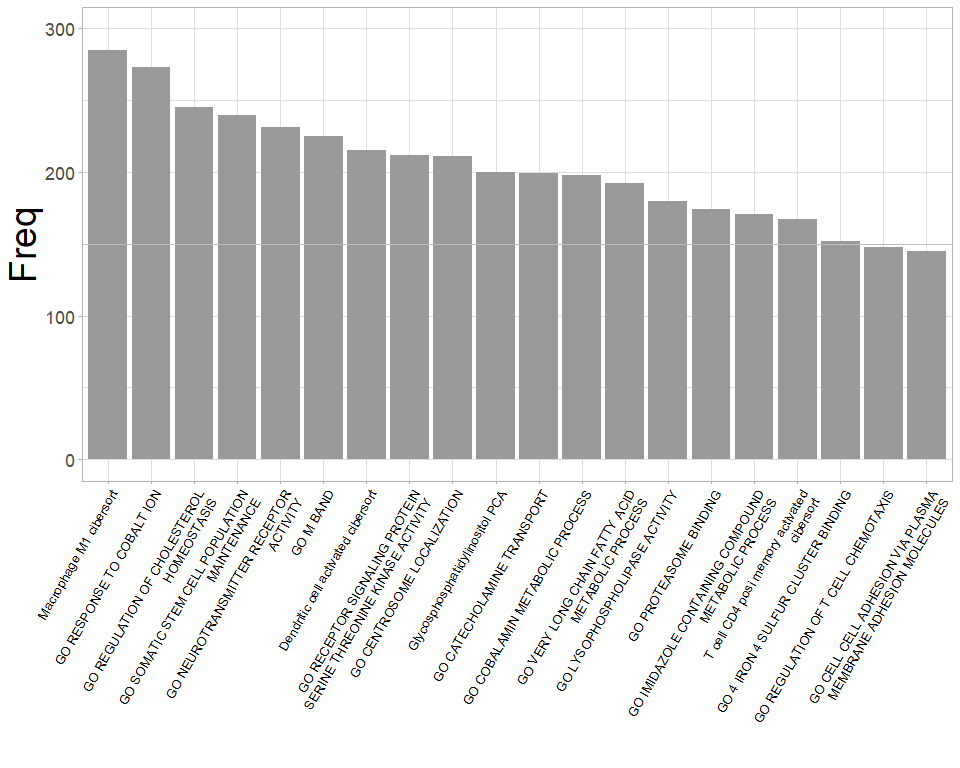 Freq
300
200
100
0
Macrophage M1 cibersort
GO RESPONSE TO COBALT ION
GO REGULATION OF CHOLESTEROL
HOMEOSTASIS
GO SOMATIC STEM CELL POPULATION
MAINTENANCE
GO NEUROTRANSMITTER RECEPTOR
ACTIVITY
GO M BAND
Dendritic cell activated cibersort
GO RECEPTOR SIGNALING PROTEIN
SERINE THREONINE KINASE ACTIVITY
GO CENTROSOME LOCALIZATION
Glycosphosphatidylinositol PCA
GO CATECHOLAMINE TRANSPORT
GO COBALAMIN METABOLIC PROCESS
GO VERY LONG CHAIN FATTY ACID
METABOLIC PROCESS
GO LYSOPHOSPHOLIPASE ACTIVITY
GO PROTEASOME BINDING
GO IMIDAZOLE CONTAINING COMPOUND
METABOLIC PROCESS
T cell CD4 posi memory activated
cibersort
GO 4 IRON 4 SULFUR CLUSTER BINDING
GO REGULATION OF T CELL CHEMOTAXIS
GO CELL CELL ADHESION VIA PLASMA
MEMBRANE ADHESION MOLECULES